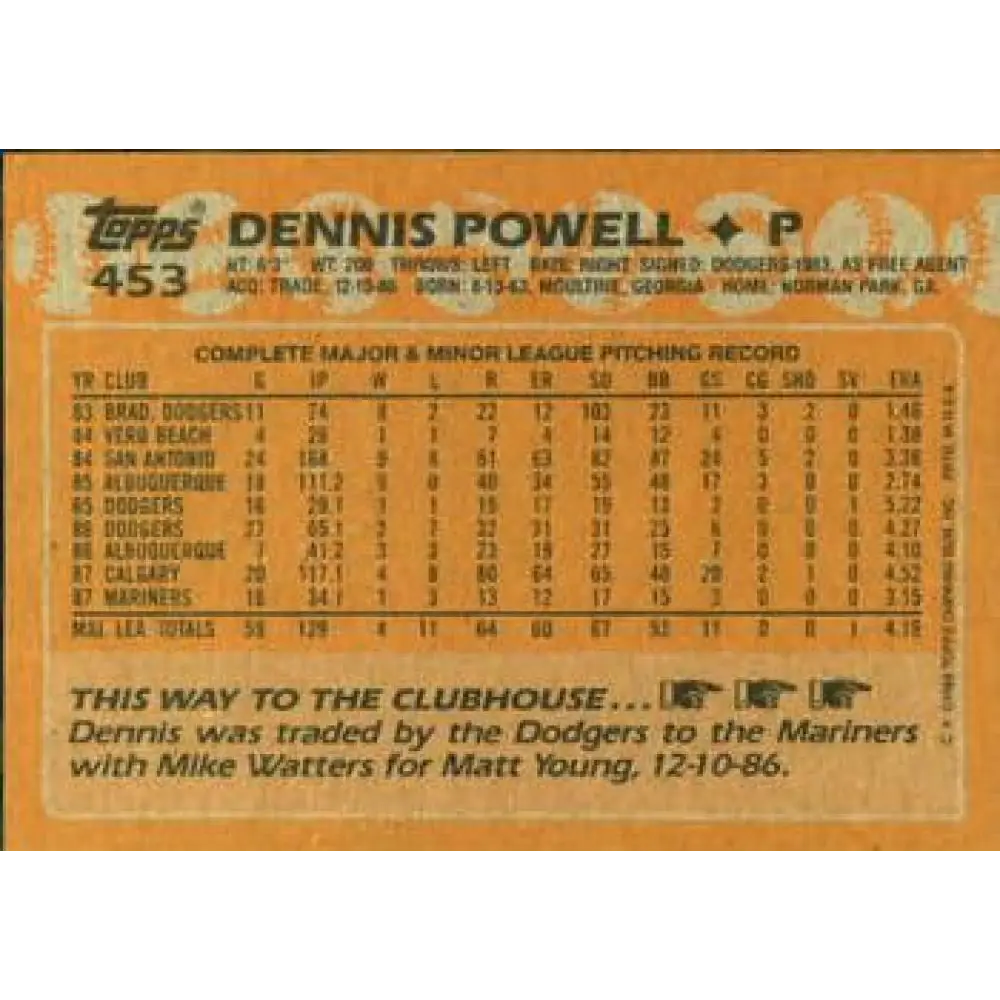 topps® DENNIS POWELL ✦ P
453 HT: 6'3" WT: 200 THROWS: LEFT BATS: RIGHT SIGNED: DODGERS-1983, AS FREE AGENT
ACQ: TRADE, 12-10-86 BORN: 8-13-63, MOULTRIE, GEORGIA HOME: NORMAN PARK, GA.
COMPLETE MAJOR & MINOR LEAGUE PITCHING RECORD
YR CLUB G IP W L R ER SO BB GS CG SHO SV ERA
83 BRAD. DODGERS 11 74 2 22 12 103 23 11 3 2 0 1.46
84 VERO BEACH 4 29 1 1 7 4 14 12 4 0 0 0
84 SAN ANTONIO 24 168 9 63 82 87 24 5 2 0 3.38
85 ALBUQUERQUE 18 111.2 9 0 40 34 55 48 17 3 0 0 2.74
85 DODGERS 16 29.1 1 1 19 17 19 13 2 0 0 1 5.22
86 DODGERS 27 65.1 2 7 32 31 31 23 6 0 0 0 4.27
86 ALBUQUERQUE 7 41.2 3 3 23 19 27 15 7 0 0 0 4.10
87 CALGARY 20 117.1 4 8 80 64 65 48 20 2 1 0
87 MARINERS 16 34.1 1 3 13 12 17 15 3 0 0 0 3.15
MAJ. LEA. TOTALS 59 129 4 11 64 60 67 11 0 0 1 4.19
THIS WAY TO THE CLUBHOUSE...
Dennis was traded by the Dodgers to the Mariners
with Mike Watters for Matt Young, 12-10-86.